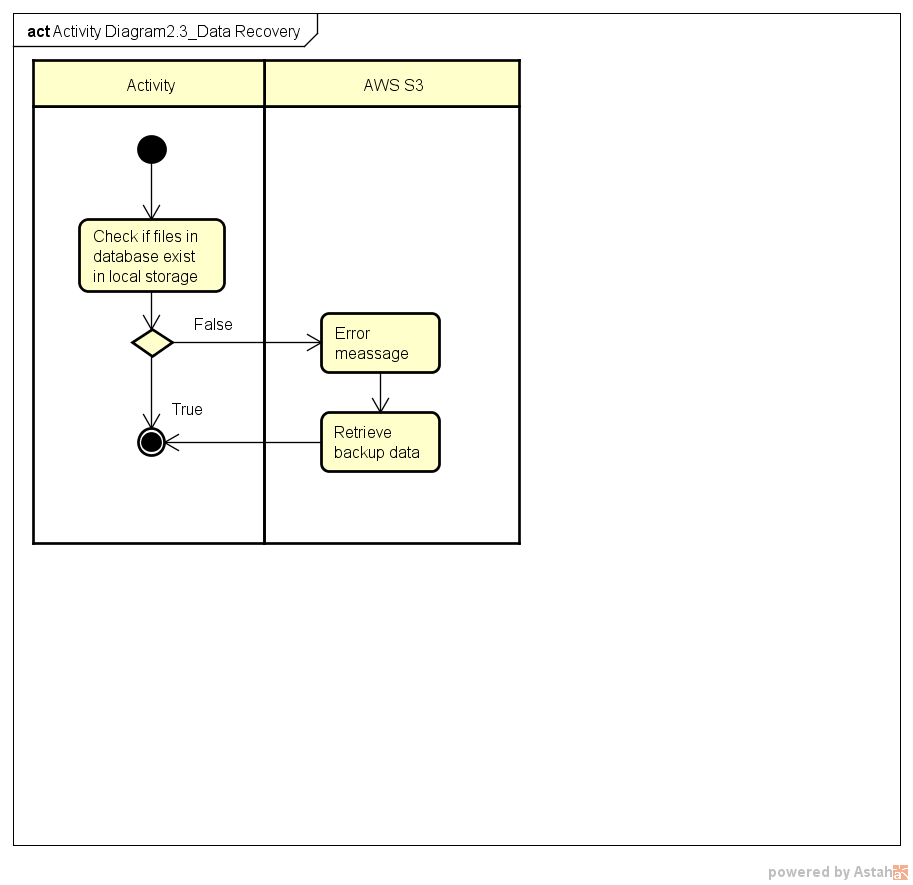 act Activity Diagram2.3_Data Recovery
Activity
AWS S3
Check if files in
database exist
in local storage
False
Error
meassage
True
Retrieve
backup data
powered by Astah